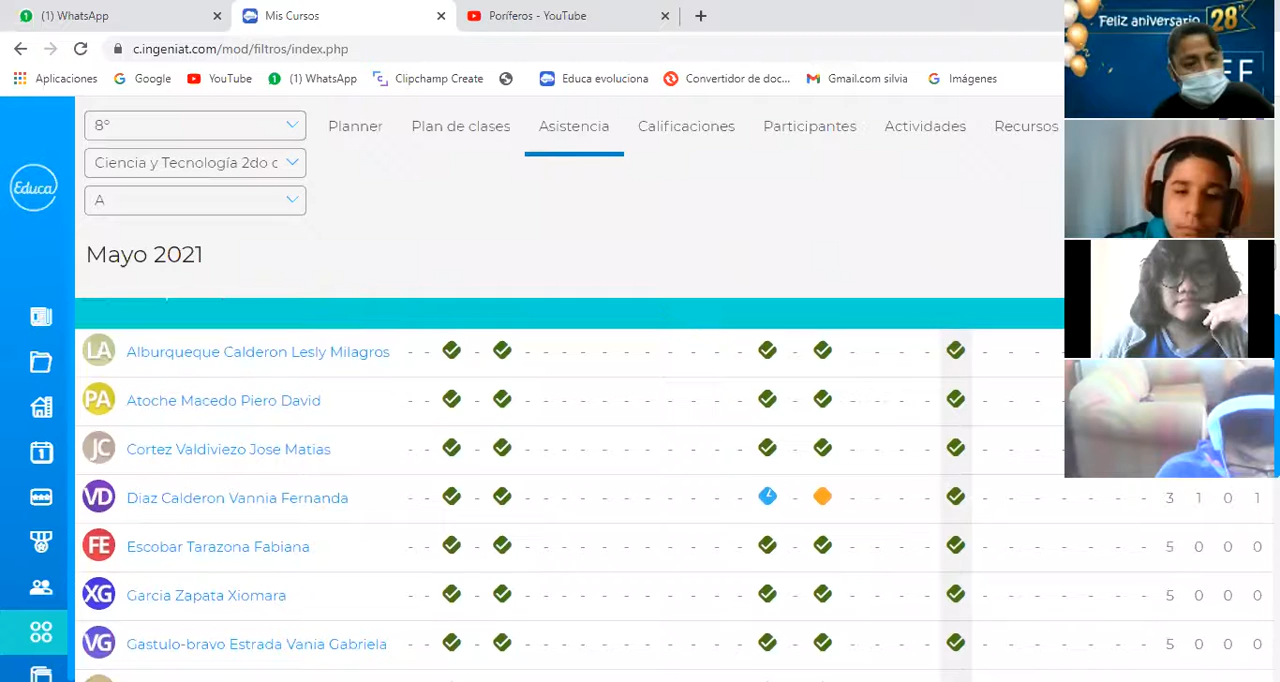 (1) WhatsApp
Mis Cursos
Poríferos - YouTube
c.ingeniat.com/mod/filtros/index.php
Aplicaciones
Google
YouTube
(1) WhatsApp
Clipchamp Create
Educa evoluciona
Convertidor de doc...
Gmail.com silvia
Imágenes
Feliz aniversario 28°
EF
Educa
8°
Planner
Plan de clases
Asistencia
Calificaciones
Participantes
Actividades
Recursos
Ciencia y Tecnología 2do c
A
Mayo 2021
LA Alburqueque Calderon Lesly Milagros
PA Atoche Macedo Piero David
JC Cortez Valdiviezo Jose Matias
VD Diaz Calderon Vannia Fernanda 3 1 0 1
FE Escobar Tarazona Fabiana 5 0 0 0
XG Garcia Zapata Xiomara 5 0 0 0
VG Gastulo-bravo Estrada Vania Gabriela 5 0 0 0